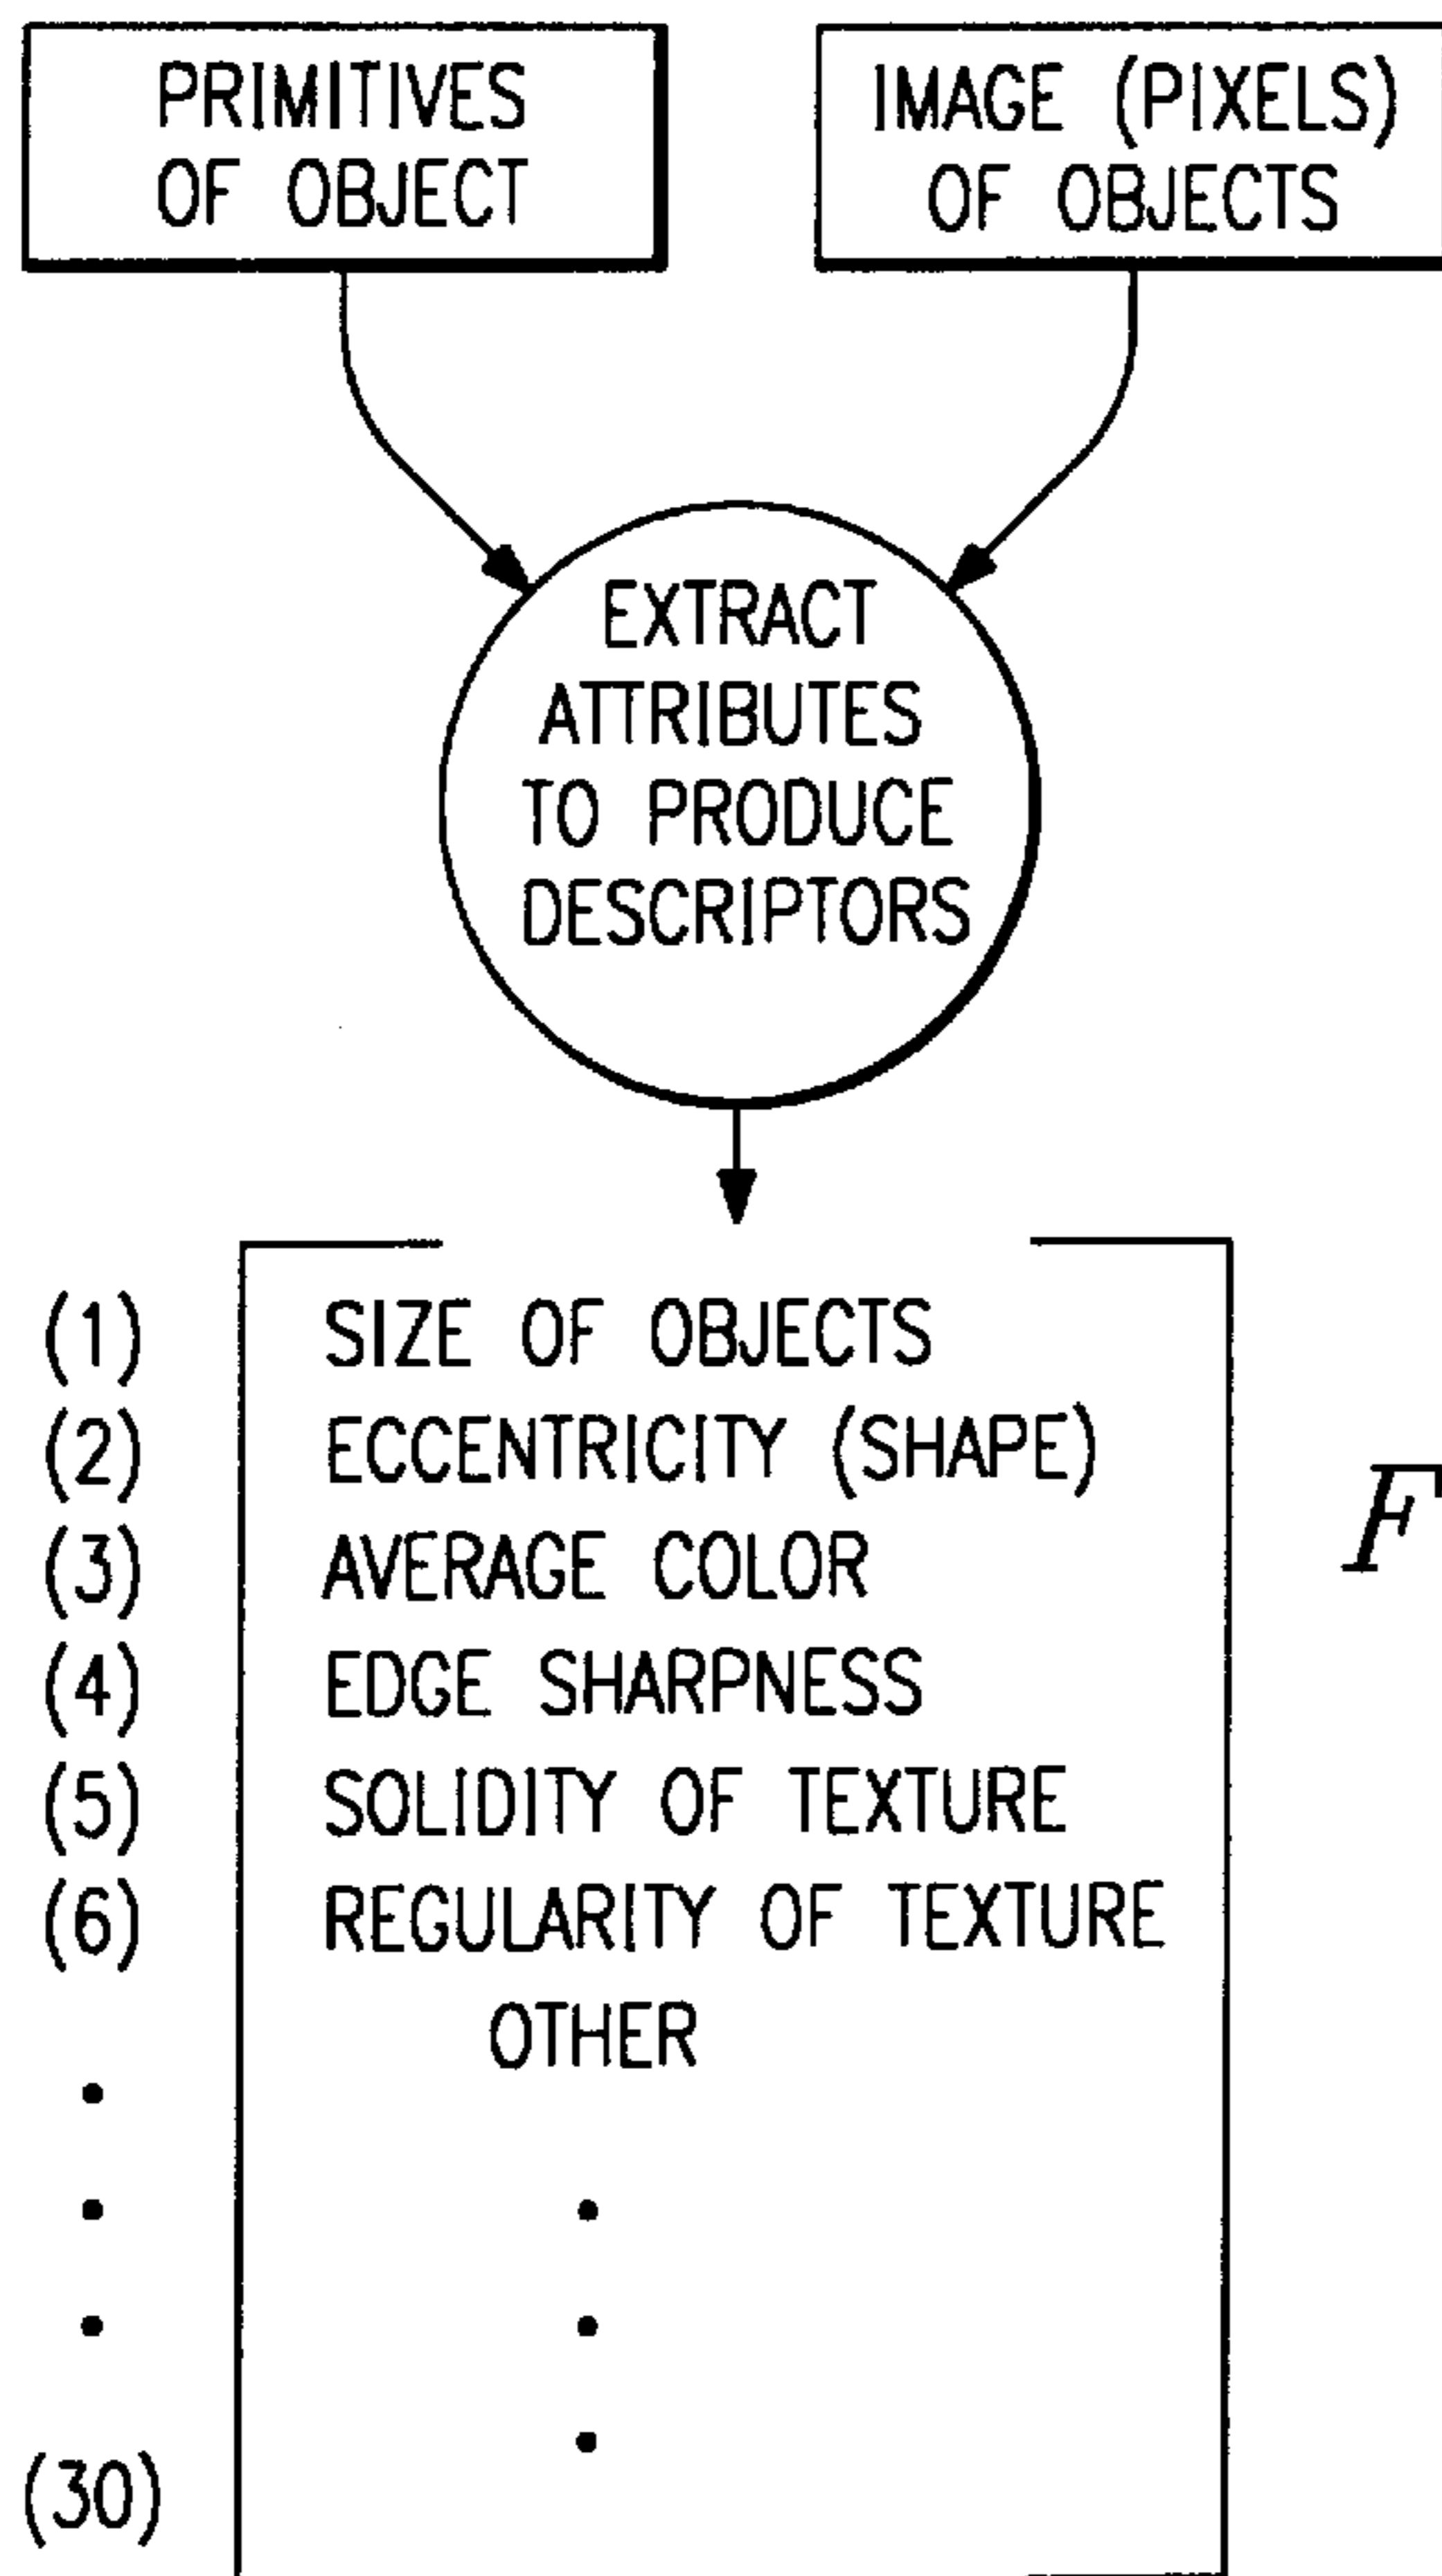 PRIMITIVES
OF OBJECT
IMAGE (PIXELS)
OF OBJECTS
EXTRACT
ATTRIBUTES
TO PRODUCE
DESCRIPTORS
(1) SIZE OF OBJECTS
(2) ECCENTRICITY (SHAPE)
(3) AVERAGE COLOR
(4) EDGE SHARPNESS
(5) SOLIDITY OF TEXTURE
(6) REGULARITY OF TEXTURE
OTHER
(30)
F